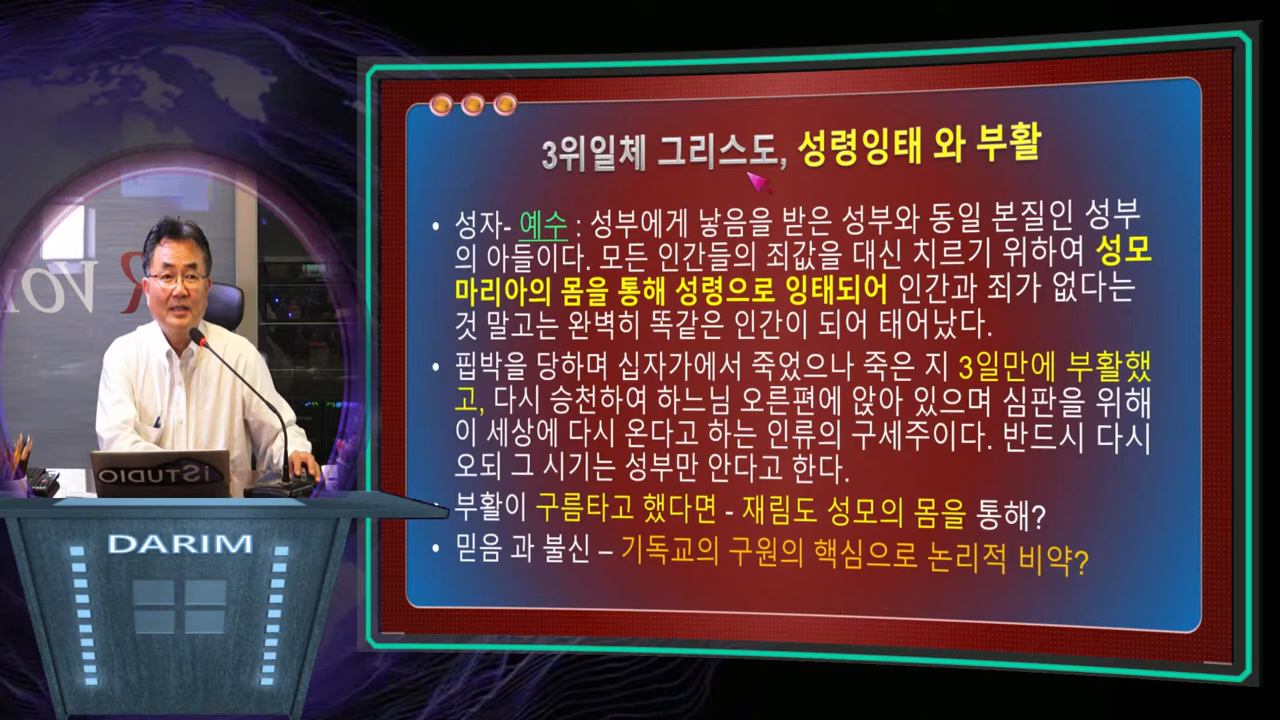 3위일체 그리스도, 성령잉태 와 부활
• 성자- 예수 : 성부에게 낳음을 받은 성부와 동일 본질인 성부
의 아들이다. 모든 인간들의 죄값을 대신 치르기 위하여 성모
마리아의 몸을 통해 성령으로 잉태되어 인간과 죄가 없다는
것 말고는 완벽히 똑같은 인간이 되어 태어났다.
• 핍박을 당하며 십자가에서 죽었으나 죽은 지 3일만에 부활했
고, 다시 승천하여 하느님 오른편에 앉아 있으며 심판을 위해
이 세상에 다시 온다고 하는 인류의 구세주이다. 반드시 다시
오되 그 시기는 성부만 안다고 한다.
• 부활이 구름타고 했다면 - 재림도 성모의 몸을 통해?
• 믿음 과 불신 – 기독교의 구원의 핵심으로 논리적 비약?
iSTUDIO
DARIM